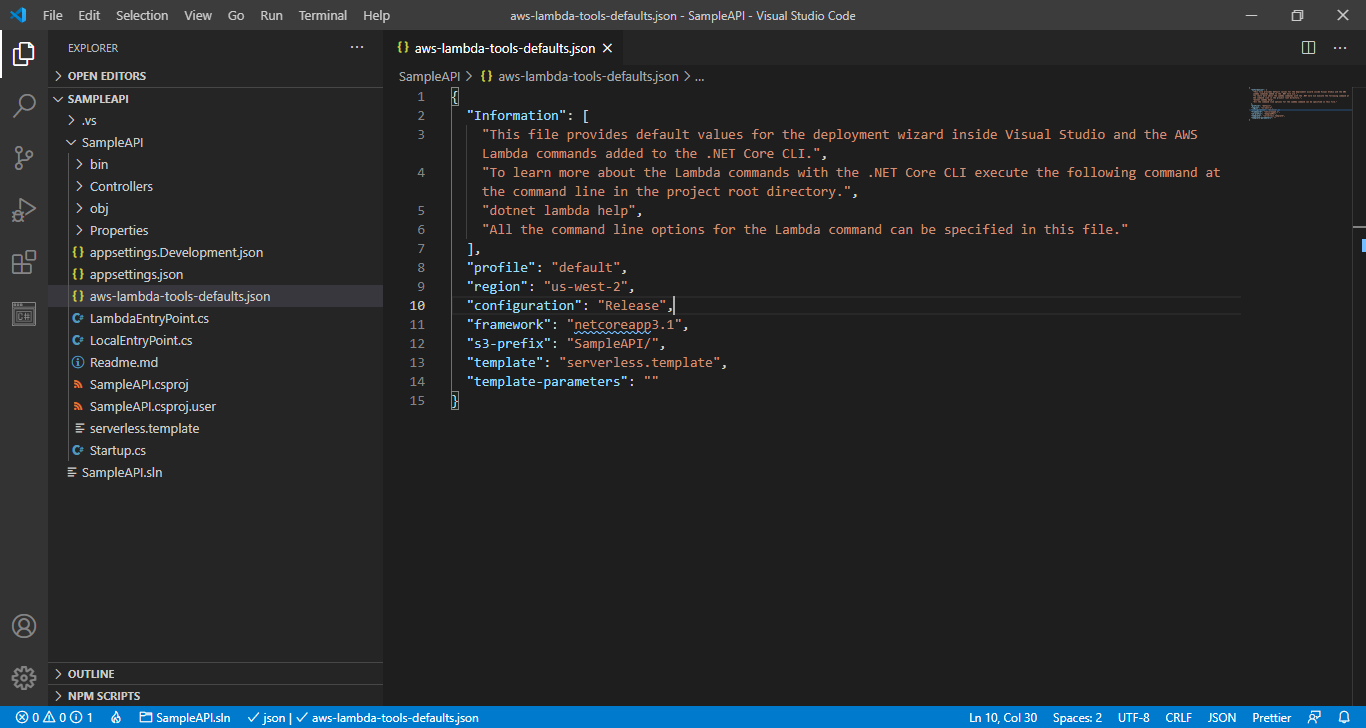 File Edit Selection View Go Run Terminal Help
aws-lambda-tools-defaults.json - SampleAPI - Visual Studio Code
EXPLORER
OPEN EDITORS
SAMPLEAPI
.vs
SampleAPI
bin
Controllers
obj
Properties
{} appsettings.Development.json
{} appsettings.json
{} aws-lambda-tools-defaults.json
C# LambdaEntryPoint.cs
C# LocalEntryPoint.cs
Readme.md
SampleAPI.csproj
SampleAPI.csproj.user
serverless.template
C# Startup.cs
SampleAPI.sln
OUTLINE
NPM SCRIPTS
{} aws-lambda-tools-defaults.json
SampleAPI > {} aws-lambda-tools-defaults.json > ...
1 {
2 "Information": [
3 "This file provides default values for the deployment wizard inside Visual Studio and the AWS
Lambda commands added to the .NET Core CLI.",
4 "To learn more about the Lambda commands with the .NET Core CLI execute the following command at
the command line in the project root directory.",
5 "dotnet lambda help",
6 "All the command line options for the Lambda command can be specified in this file."
7 ],
8 "profile": "default",
9 "region": "us-west-2",
10 "configuration": "Release",
11 "framework": "netcoreapp3.1",
12 "s3-prefix": "SampleAPI/",
13 "template": "serverless.template",
14 "template-parameters": ""
15 }
0 0 1 SampleAPI.sln json | aws-lambda-tools-defaults.json Ln 10, Col 30 Spaces: 2 UTF-8 CRLF JSON Prettier